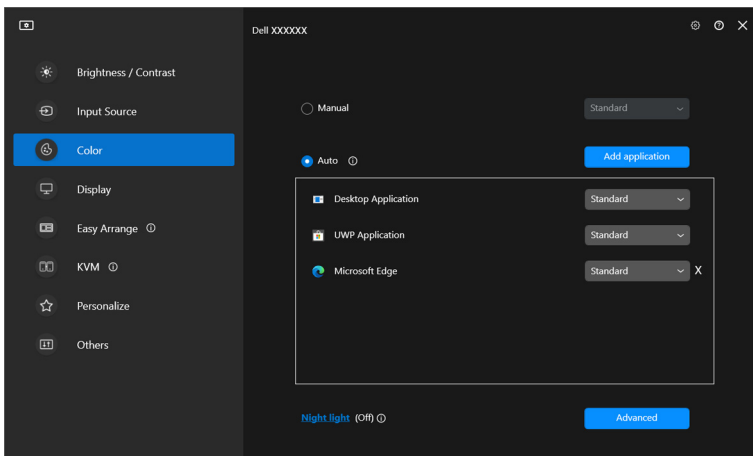 Dell XXXXXX
Brightness / Contrast
Input Source
Color
Display
Easy Arrange
KVM
Personalize
Others
Manual
Standard
Auto
Add application
Desktop Application
Standard
UWP Application
Standard
Microsoft Edge
Standard
X
Night light (Off)
Advanced